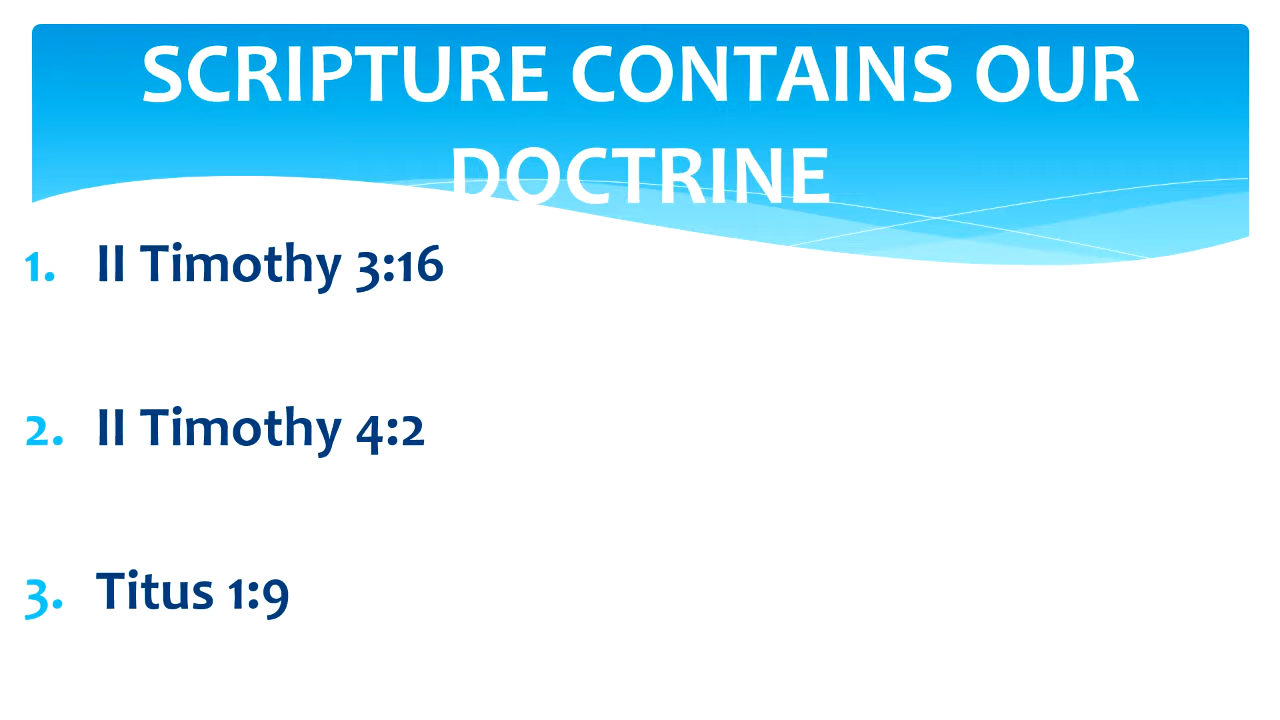 SCRIPTURE CONTAINS OUR
DOCTRINE
1. II Timothy 3:16
2. II Timothy 4:2
3. Titus 1:9